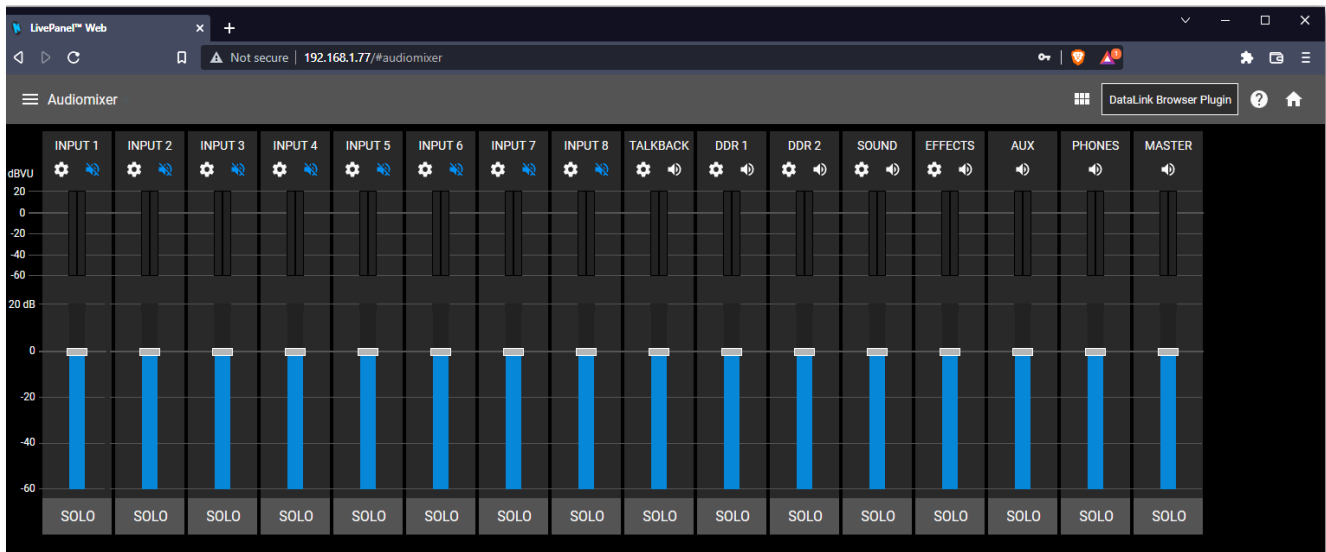 LivePanel™ Web
Not secure | 192.168.1.77/#audiomixer
1
Audiomixer
DataLink Browser Plugin
?
INPUT 1 INPUT 2 INPUT 3 INPUT 4 INPUT 5 INPUT 6 INPUT 7 INPUT 8 TALKBACK DDR 1 DDR 2 SOUND EFFECTS AUX PHONES MASTER
dBVU
20
0
-20
-40
-60
20 dB
0
-20
-40
-60
SOLO SOLO SOLO SOLO SOLO SOLO SOLO SOLO SOLO SOLO SOLO SOLO SOLO SOLO SOLO SOLO